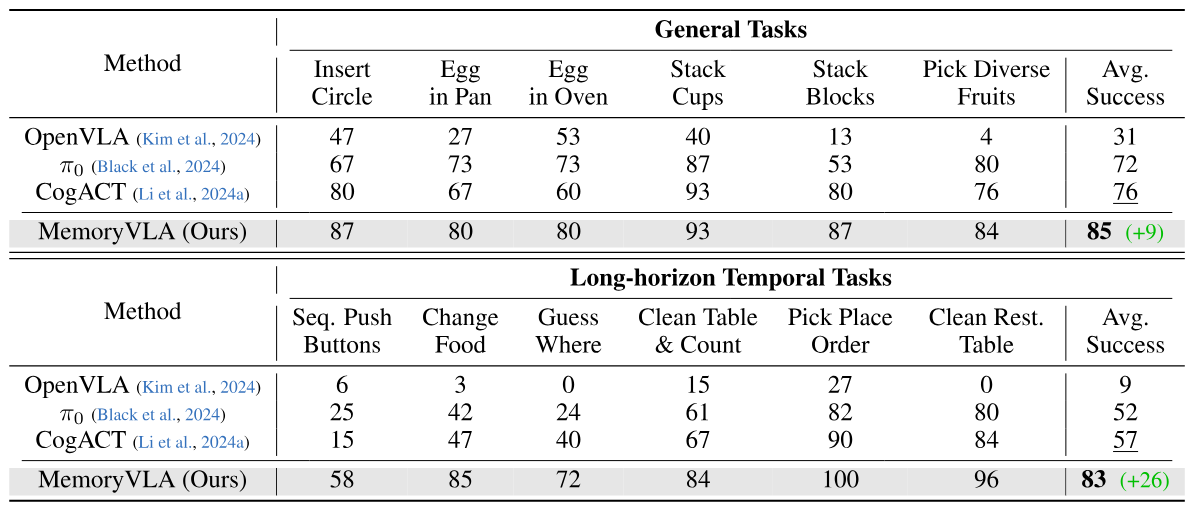 General Tasks
Method Insert Circle Egg in Pan Egg in Oven Stack Cups Stack Blocks Pick Diverse Fruits Avg. Success
OpenVLA (Kim et al., 2024) 47 27 53 40 13 4 31
π0 (Black et al., 2024) 67 73 73 87 53 80 72
CogACT (Li et al., 2024a) 80 67 60 93 80 76 76
MemoryVLA (Ours) 87 80 80 93 87 84 85 (+9)
Long-horizon Temporal Tasks
Method Seq. Push Buttons Change Food Guess Where Clean Table & Count Pick Place Order Clean Rest. Table Avg. Success
OpenVLA (Kim et al., 2024) 6 3 0 15 27 0 9
π0 (Black et al., 2024) 25 42 24 61 82 80 52
CogACT (Li et al., 2024a) 15 47 40 67 90 84 57
MemoryVLA (Ours) 58 85 72 84 100 96 83 (+26)